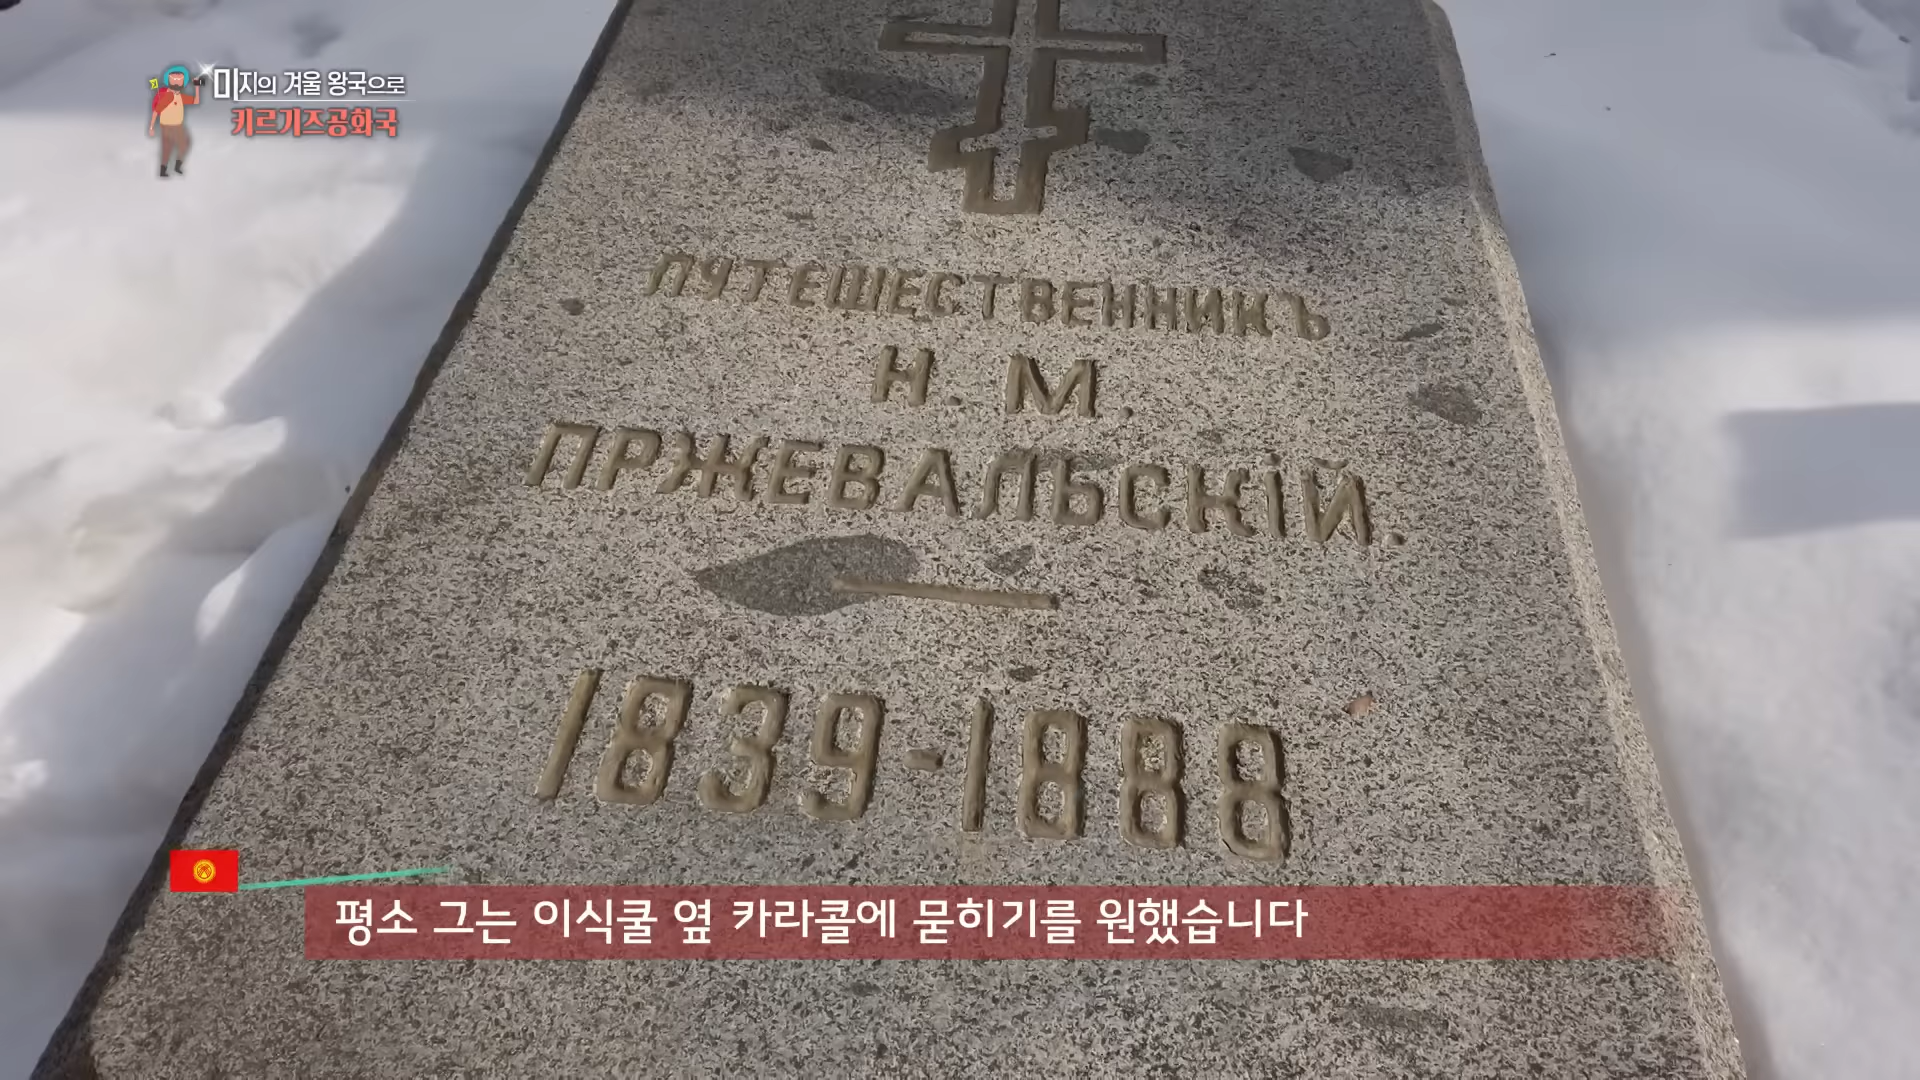 미지의 겨울 왕국으로
키르기즈공화국
ПУТЕШЕСТВЕННИКЪ
Н. М.
ПРЖЕВАЛЬСКІЙ.
1839-1888
평소 그는 이식쿨 옆 카라콜에 묻히기를 원했습니다